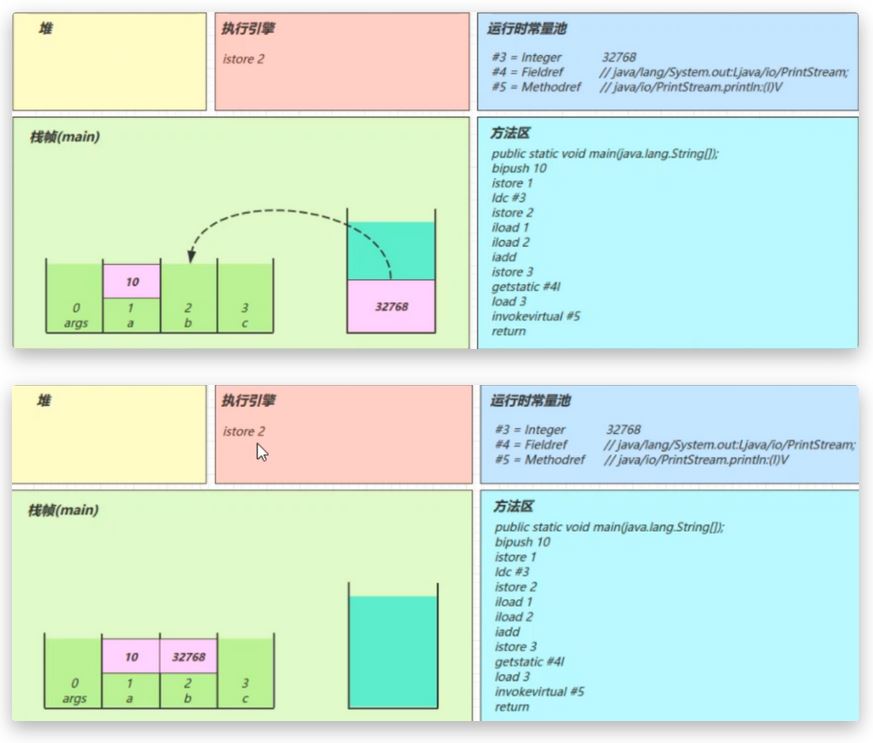 堆
执行引擎
istore 2
运行时常量池
#3 = Integer 32768
#4 = Fieldref // java/lang/System.out:Ljava/io/PrintStream;
#5 = Methodref // java/io/PrintStream.println:(I)V
栈帧(main)
10
32768
0 1 2 3
args a b c
方法区
public static void main(java.lang.String[]);
bipush 10
istore 1
ldc #3
istore 2
iload 1
iload 2
iadd
istore 3
getstatic #4l
load 3
invokevirtual #5
return
堆
执行引擎
istore 2
运行时常量池
#3 = Integer 32768
#4 = Fieldref // java/lang/System.out:Ljava/io/PrintStream;
#5 = Methodref // java/io/PrintStream.println:(I)V
栈帧(main)
10 32768
0 1 2 3
args a b c
方法区
public static void main(java.lang.String[]);
bipush 10
istore 1
ldc #3
istore 2
iload 1
iload 2
iadd
istore 3
getstatic #4l
load 3
invokevirtual #5
return